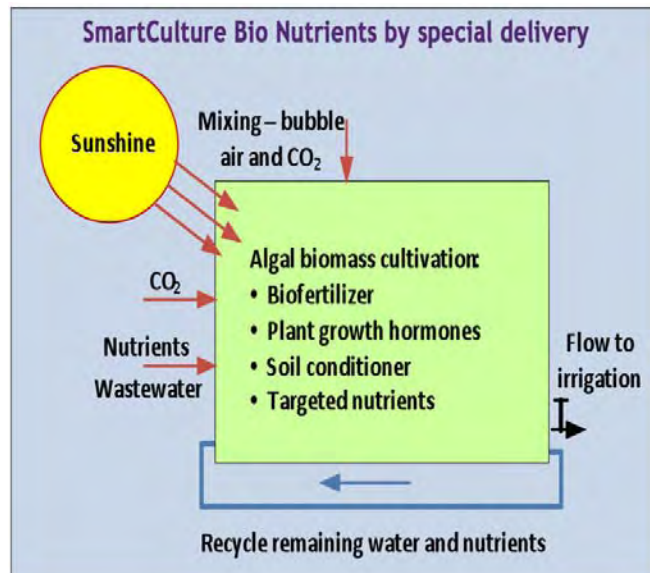 SmartCulture Bio Nutrients by special delivery
Sunshine
Mixing – bubble
air and CO₂
Algal biomass cultivation:
• Biofertilizer
• Plant growth hormones
• Soil conditioner
• Targeted nutrients
CO₂
Nutrients
Wastewater
Flow to
irrigation
Recycle remaining water and nutrients